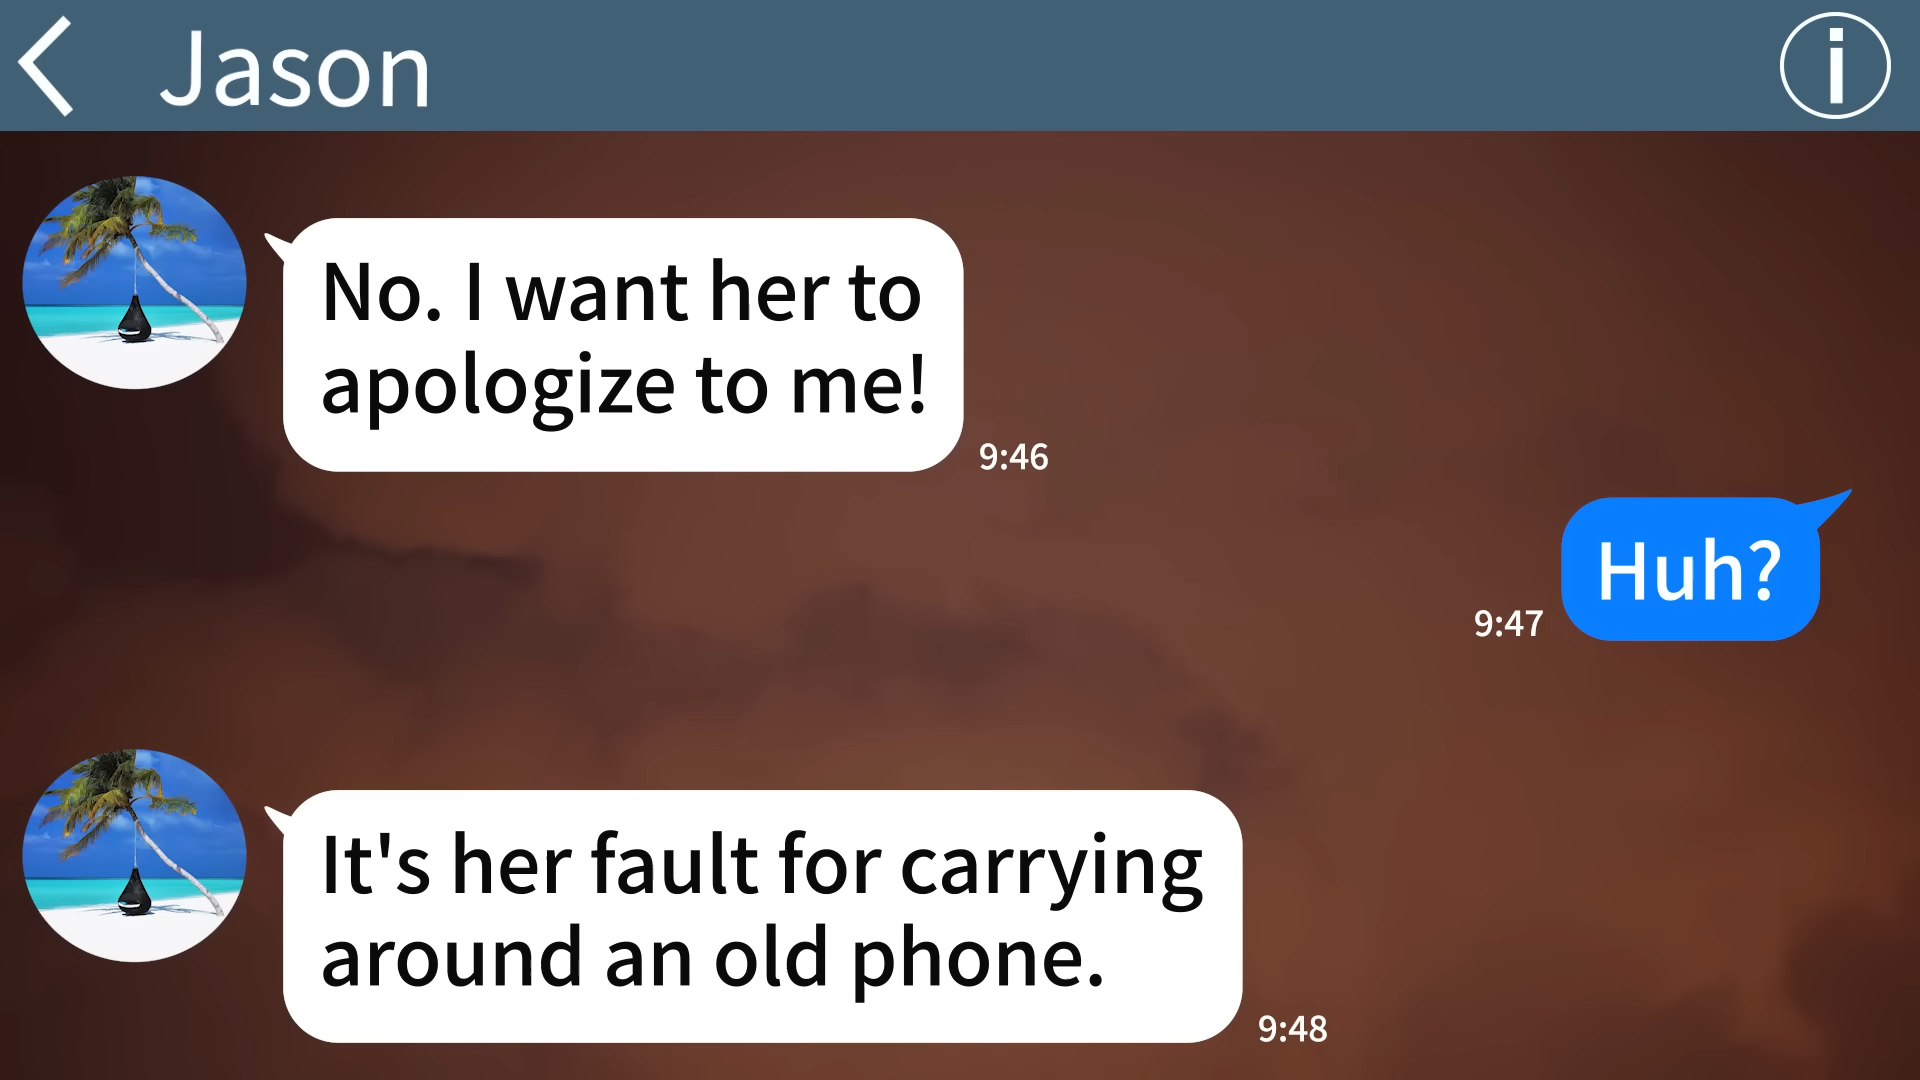 Jason
i
No. I want her to
apologize to me!
9:46
Huh?
9:47
It's her fault for carrying
around an old phone.
9:48